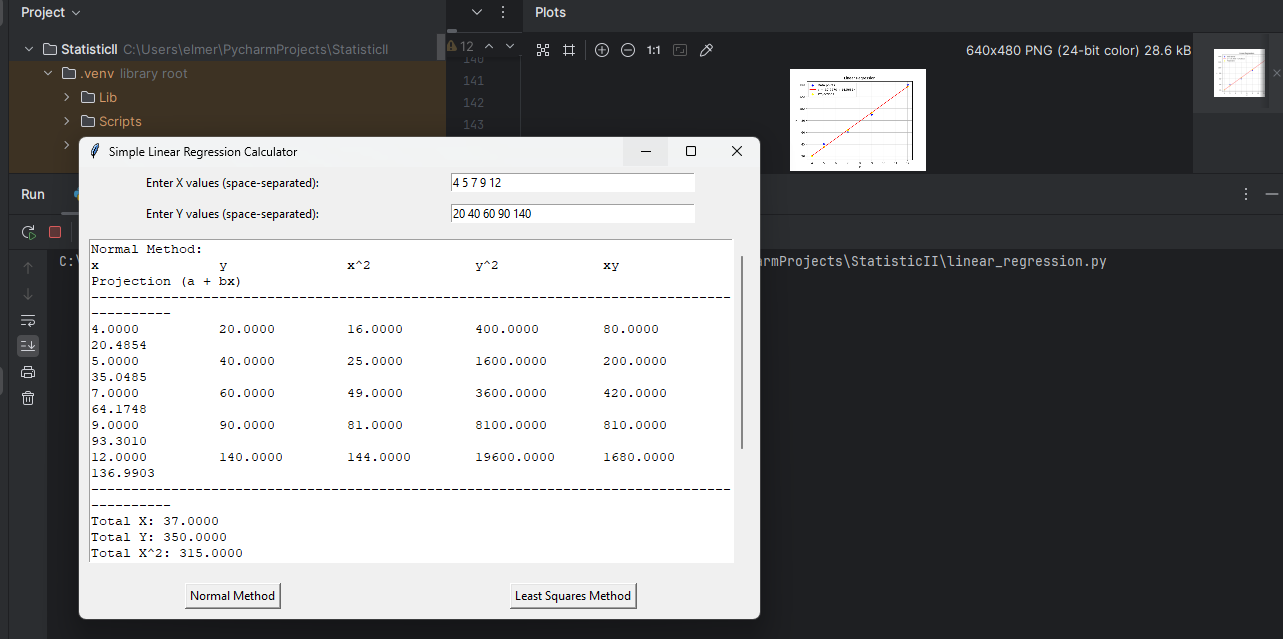 Project
Plots
StatisticII C:\Users\elmer\PycharmProjects\StatisticII
12
1:1
640x480 PNG (24-bit color) 28.6 kB
140
.venv library root
141
Lib
142
Scripts
143
Linear Regression
Simple Linear Regression Calculator
Enter X values (space-separated):
4 5 7 9 12
Run
Enter Y values (space-separated):
20 40 60 90 140
Normal Method:
C:\
rmProjects\StatisticII\linear_regression.py
x y x^2 y^2 xy
Projection (a + bx)
--------------------------------------------------------------------------------
----------
4.0000 20.0000 16.0000 400.0000 80.0000
20.4854
5.0000 40.0000 25.0000 1600.0000 200.0000
35.0485
7.0000 60.0000 49.0000 3600.0000 420.0000
64.1748
9.0000 90.0000 81.0000 8100.0000 810.0000
93.3010
12.0000 140.0000 144.0000 19600.0000 1680.0000
136.9903
--------------------------------------------------------------------------------
----------
Total X: 37.0000
Total Y: 350.0000
Total X^2: 315.0000
Normal Method
Least Squares Method